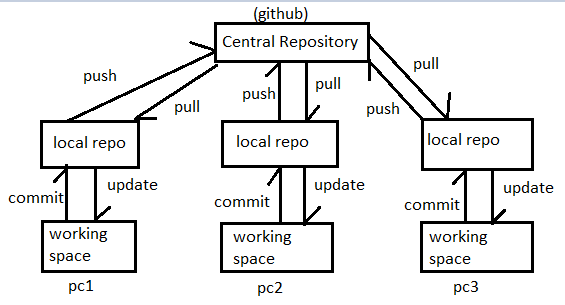 (github)
Central Repository
push
pull
push
pull
push
pull
local repo
local repo
local repo
commit
update
commit
update
commit
update
working
space
working
space
working
space
pc1
pc2
pc3